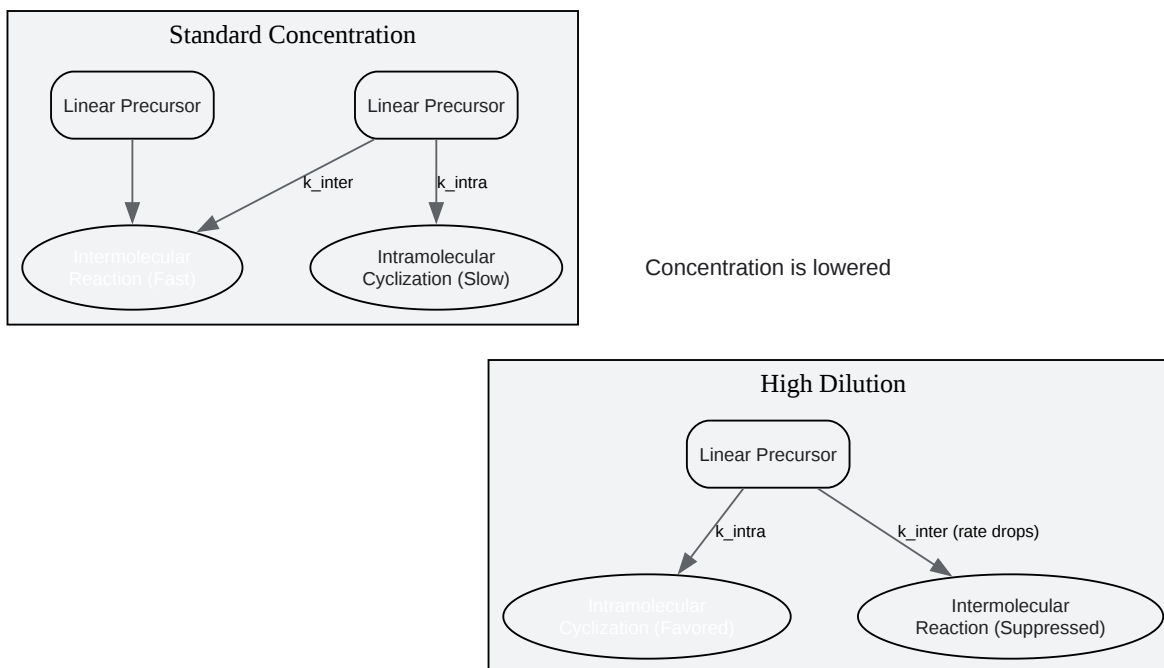 Standard Concentration
Linear Precursor
Linear Precursor
k_inter
k_intra
Intermolecular
Reaction (Fast)
Intramolecular
Cyclization (Slow)
Concentration is lowered
High Dilution
Linear Precursor
k_intra
k_inter (rate drops)
Intramolecular
Cyclization (Favored)
Intermolecular
Reaction (Suppressed)